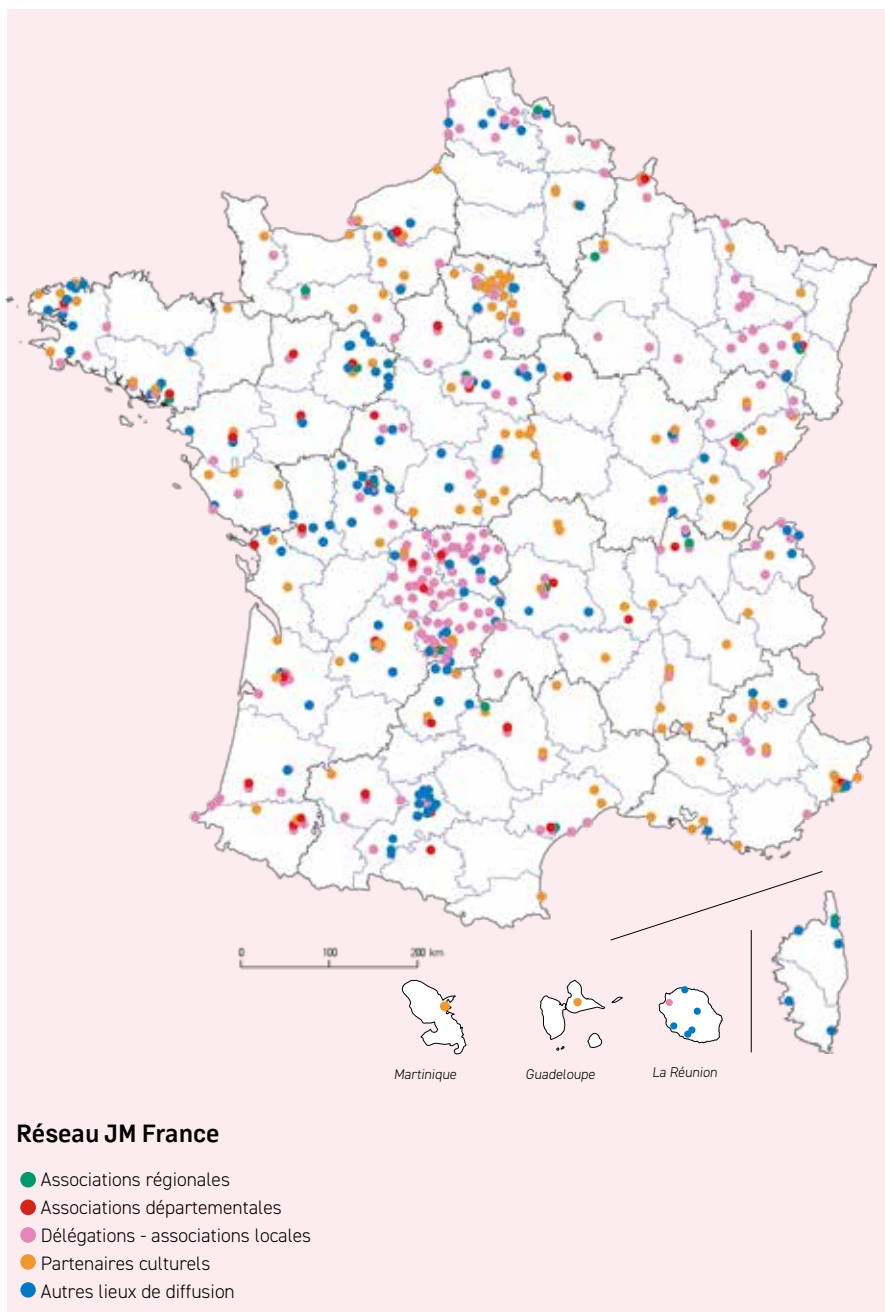 0 100 200 km
Martinique
Guadeloupe
La Réunion
Réseau JM France
Associations régionales
Associations départementales
Délégations - associations locales
Partenaires culturels
Autres lieux de diffusion